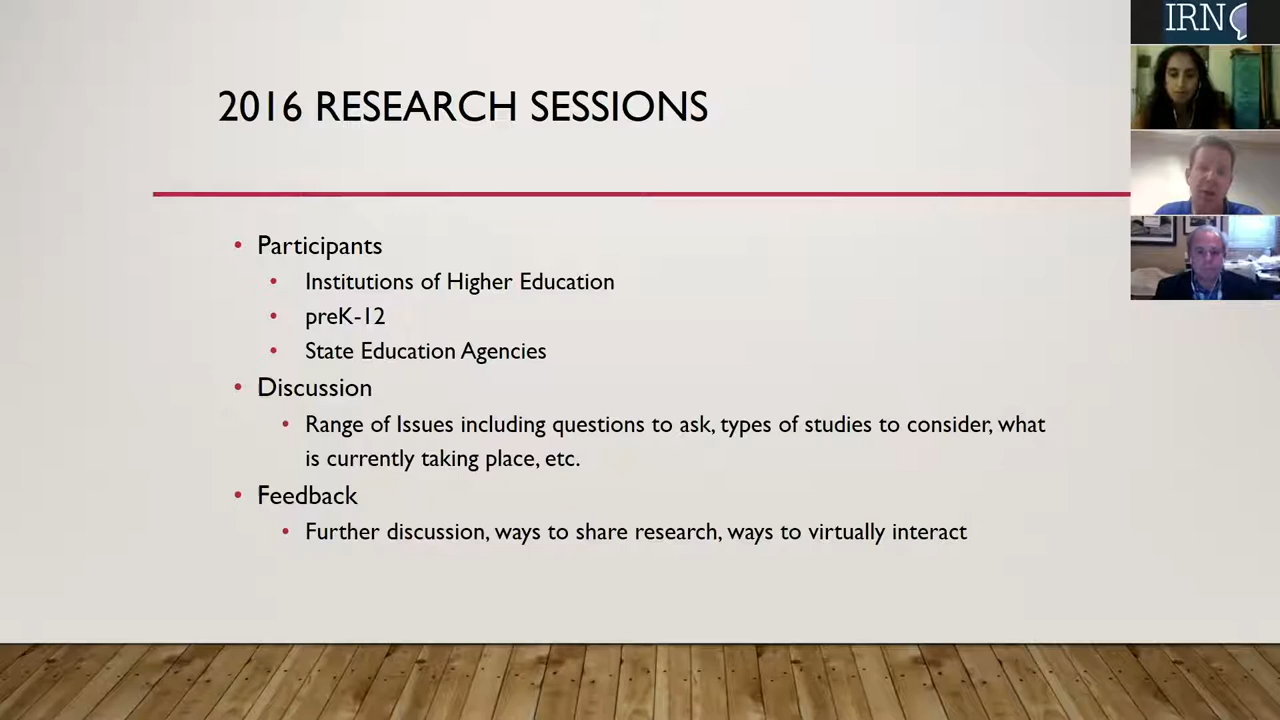 IRN
2016 RESEARCH SESSIONS
• Participants
• Institutions of Higher Education
• preK-12
• State Education Agencies
• Discussion
• Range of Issues including questions to ask, types of studies to consider, what
is currently taking place, etc.
• Feedback
• Further discussion, ways to share research, ways to virtually interact